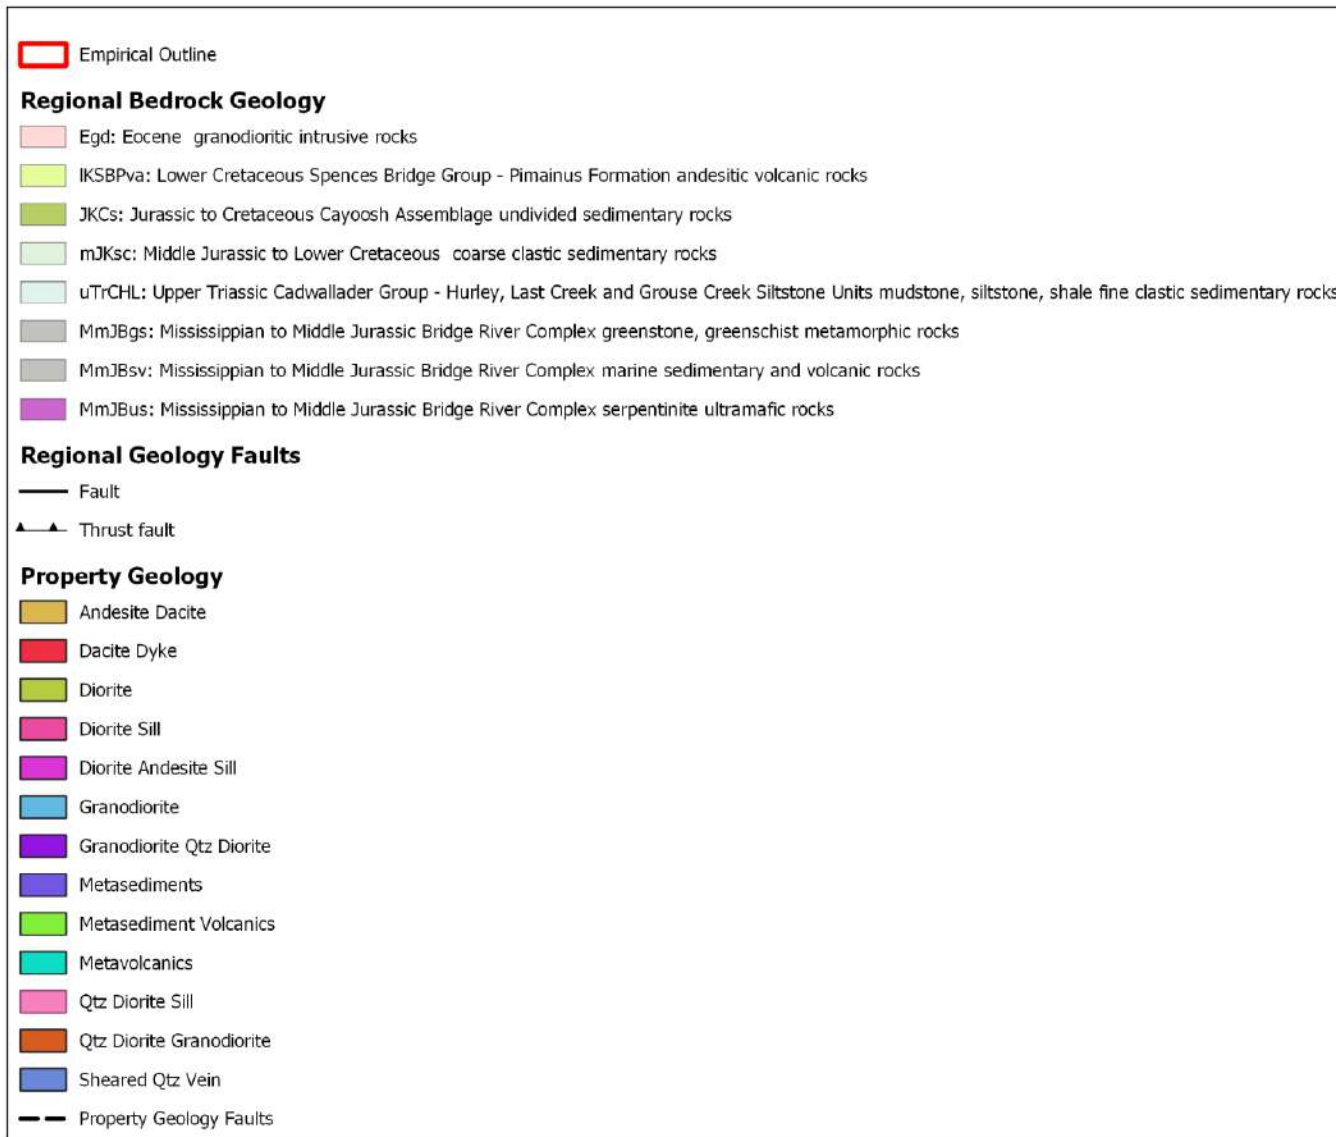 Empirical Outline
Regional Bedrock Geology
Egd: Eocene granodioritic intrusive rocks
lKSBPva: Lower Cretaceous Spences Bridge Group - Pimainus Formation andesitic volcanic rocks
JKCs: Jurassic to Cretaceous Cayoosh Assemblage undivided sedimentary rocks
mJKsc: Middle Jurassic to Lower Cretaceous coarse clastic sedimentary rocks
uTrCHL: Upper Triassic Cadwallader Group - Hurley, Last Creek and Grouse Creek Siltstone Units mudstone, siltstone, shale fine clastic sedimentary rocks
MmJBgs: Mississippian to Middle Jurassic Bridge River Complex greenstone, greenschist metamorphic rocks
MmJBsv: Mississippian to Middle Jurassic Bridge River Complex marine sedimentary and volcanic rocks
MmJBus: Mississippian to Middle Jurassic Bridge River Complex serpentinite ultramafic rocks
Regional Geology Faults
Fault
Thrust fault
Property Geology
Andesite Dacite
Dacite Dyke
Diorite
Diorite Sill
Diorite Andesite Sill
Granodiorite
Granodiorite Qtz Diorite
Metasediments
Metasediment Volcanics
Metavolcanics
Qtz Diorite Sill
Qtz Diorite Granodiorite
Sheared Qtz Vein
Property Geology Faults